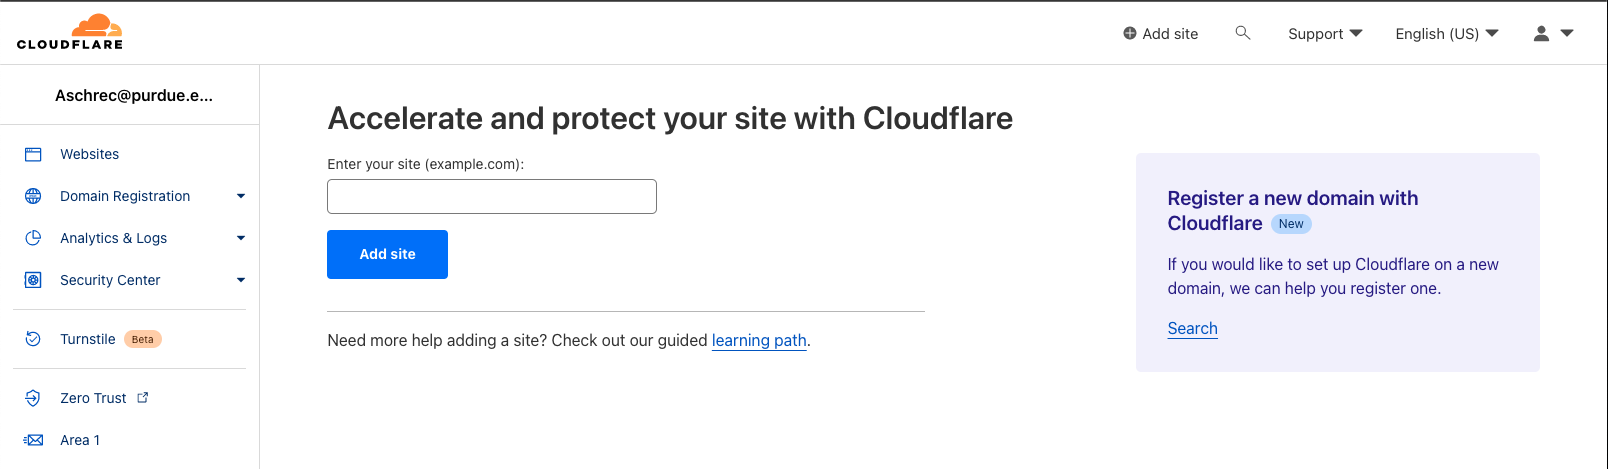 CLOUDFLARE
Add site
Support
English (US)
Aschrec@purdue.e...
Websites
Domain Registration
Analytics & Logs
Security Center
Turnstile Beta
Zero Trust
Area 1
Accelerate and protect your site with Cloudflare
Enter your site (example.com):
Add site
Need more help adding a site? Check out our guided learning path.
Register a new domain with
Cloudflare New
If you would like to set up Cloudflare on a new
domain, we can help you register one.
Search